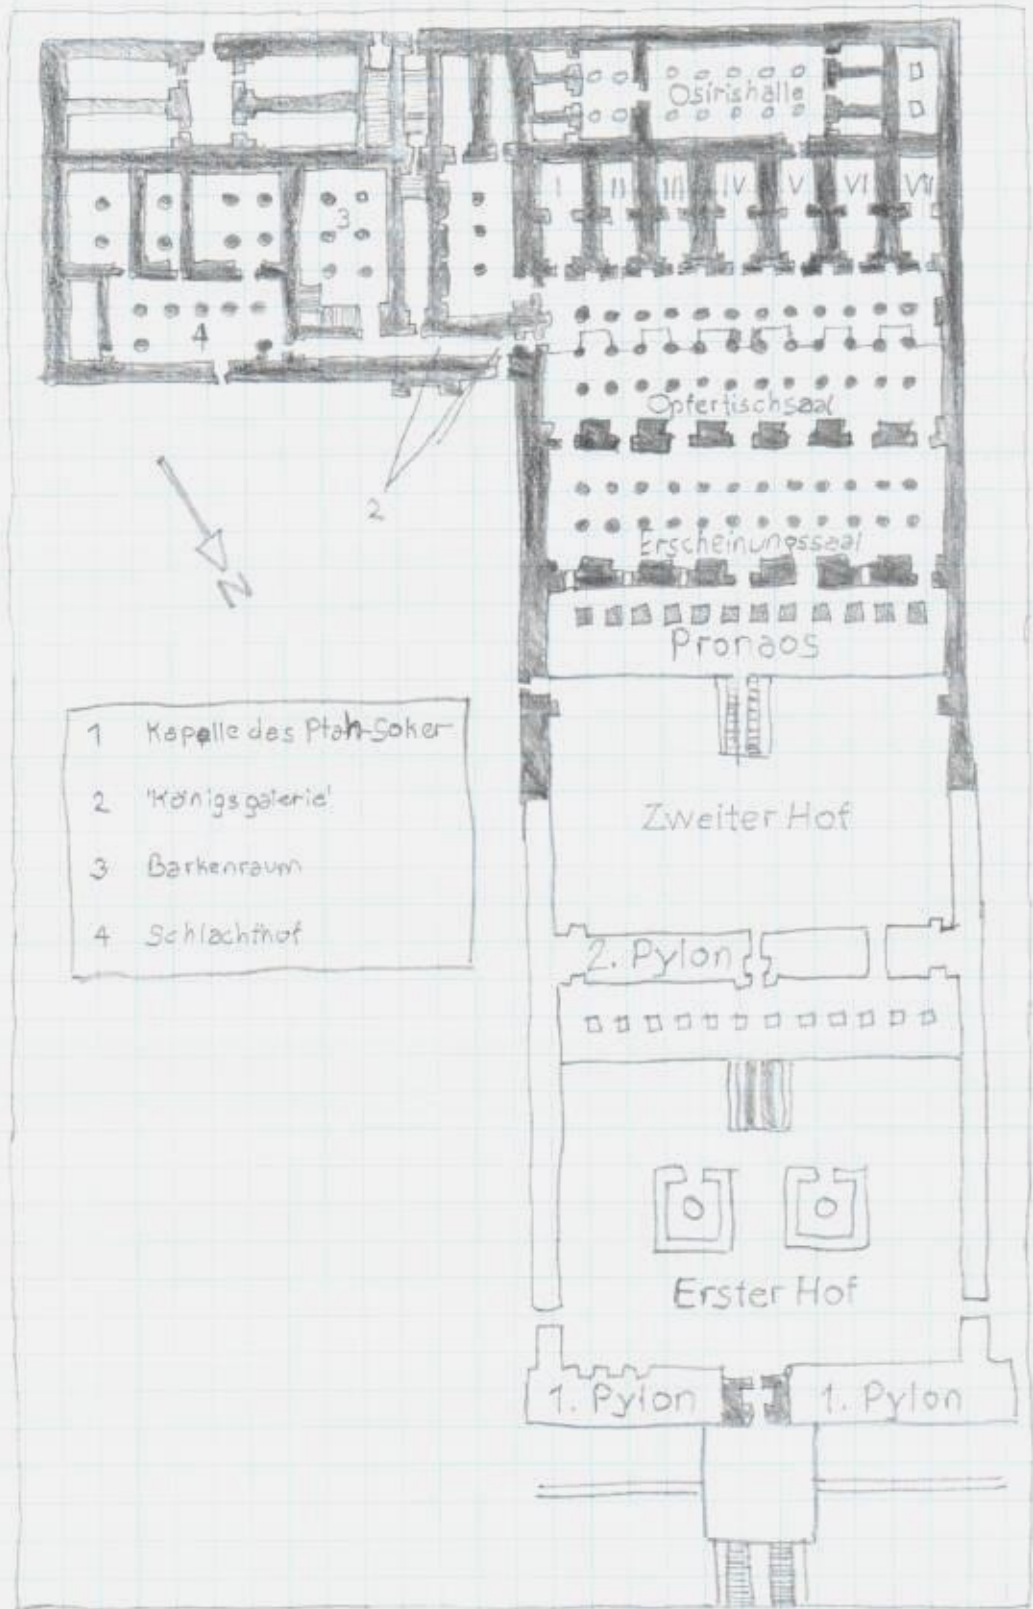 Osirishalle
I II III IV V VI VII
3
4
Opfertischsaal
2
Erscheinungssaal
N
Pronaos
1 Kapelle des Ptah-Soker
2 'Königsgalerie'
3 Barkenraum
4 Schlachthof
Zweiter Hof
2. Pylon
Erster Hof
1. Pylon 1. Pylon